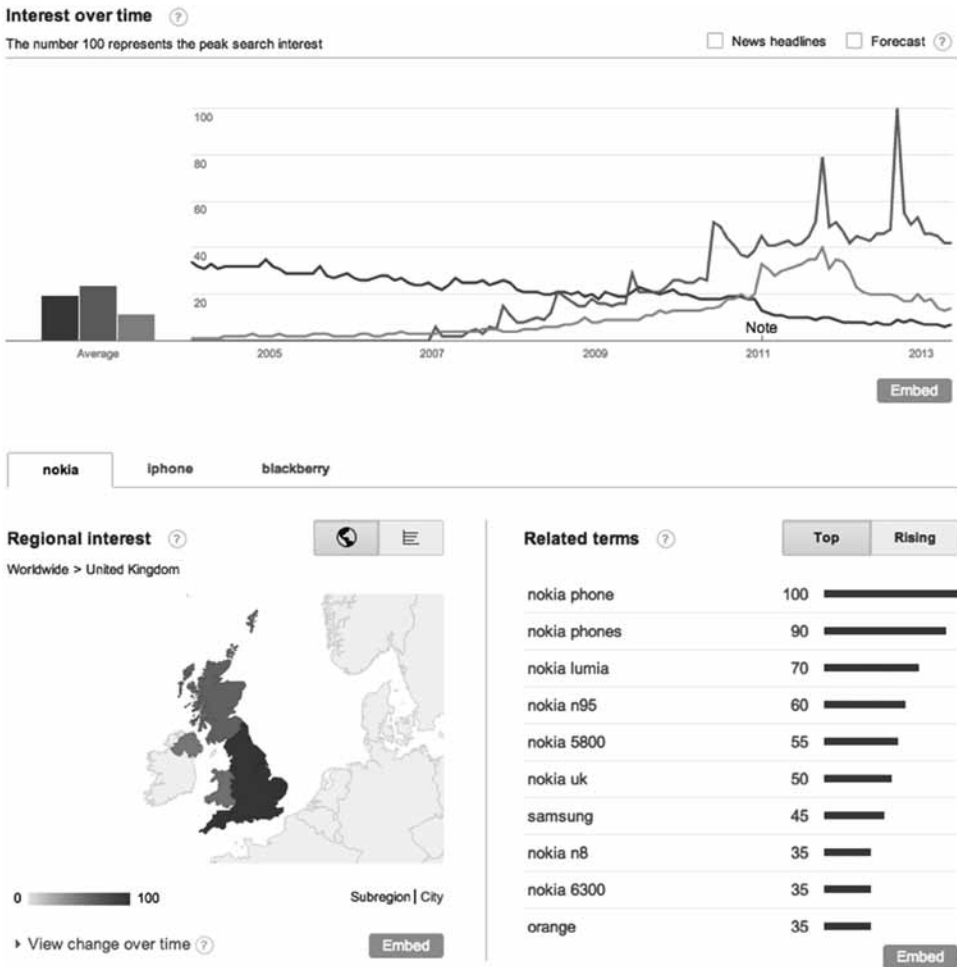 Interest over time ?
The number 100 represents the peak search interest
News headlines Forecast ?
100
80
60
40
20
Note
Average 2005 2007 2009 2011 2013
Embed
nokia iphone blackberry
Regional interest ?
Worldwide > United Kingdom
0 100
Subregion | City
View change over time ?
Embed
Related terms ? Top Rising
nokia phone 100
nokia phones 90
nokia lumia 70
nokia n95 60
nokia 5800 55
nokia uk 50
samsung 45
nokia n8 35
nokia 6300 35
orange 35
Embed